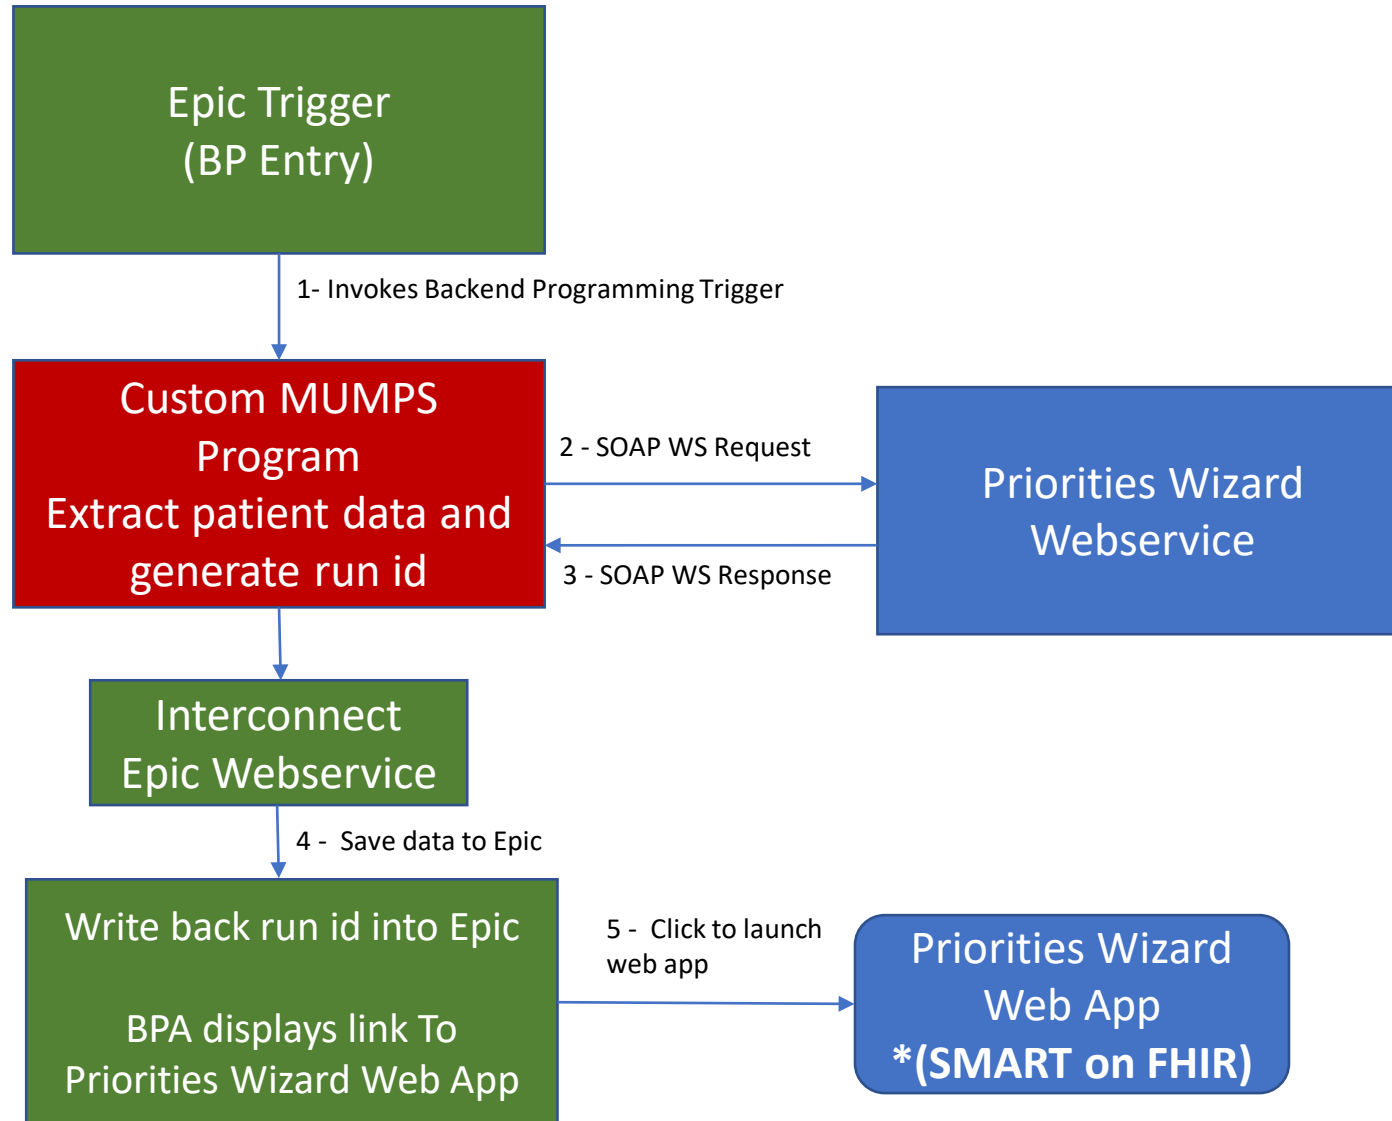 Epic Trigger
(BP Entry)
1- Invokes Backend Programming Trigger
Custom MUMPS
Program
Extract patient data and
generate run id
2 - SOAP WS Request
3 - SOAP WS Response
Priorities Wizard
Webservice
Interconnect
Epic Webservice
4 -  Save data to Epic
Write back run id into Epic
BPA displays link To
Priorities Wizard Web App
5 -  Click to launch
web app
Priorities Wizard
Web App
*(SMART on FHIR)